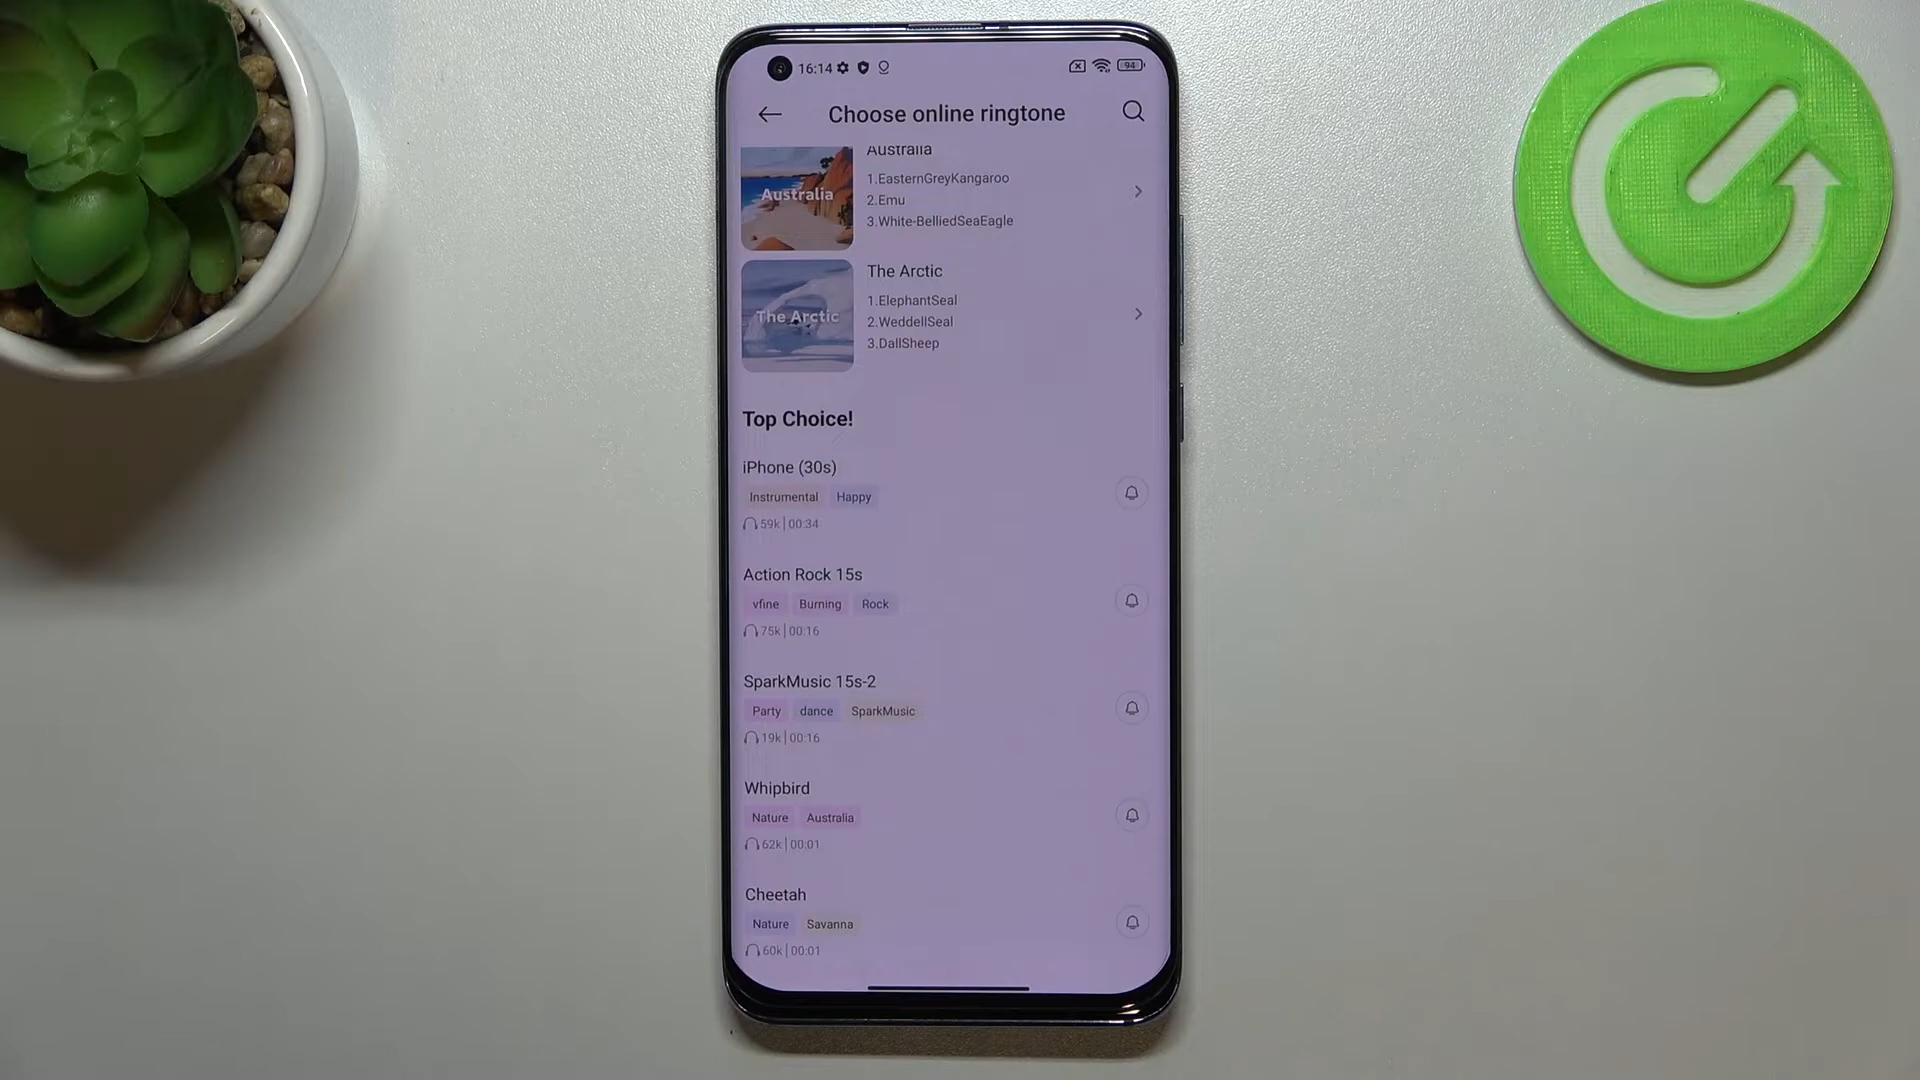 16:14
94
Choose online ringtone
Australia
Australia
1.EasternGreyKangaroo
2.Emu
3.White-BelliedSeaEagle
The Arctic
The Arctic
1.ElephantSeal
2.WeddellSeal
3.DallSheep
Top Choice!
iPhone (30s)
Instrumental Happy
59k | 00:34
Action Rock 15s
vfine Burning Rock
75k | 00:16
SparkMusic 15s-2
Party dance SparkMusic
19k | 00:16
Whipbird
Nature Australia
62k | 00:01
Cheetah
Nature Savanna
60k | 00:01